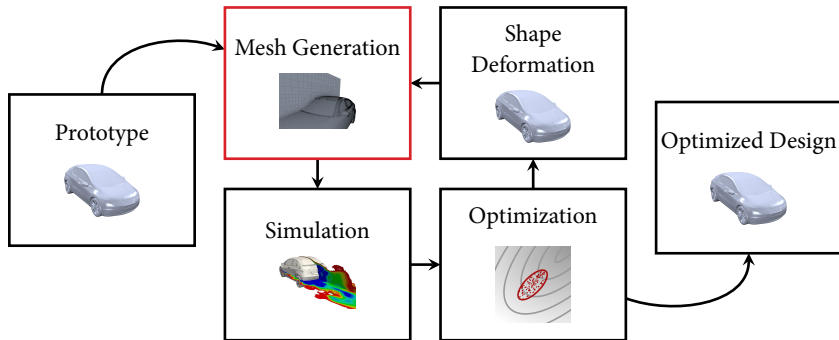 Prototype
Mesh Generation
Shape
Deformation
Simulation
Optimization
Optimized Design